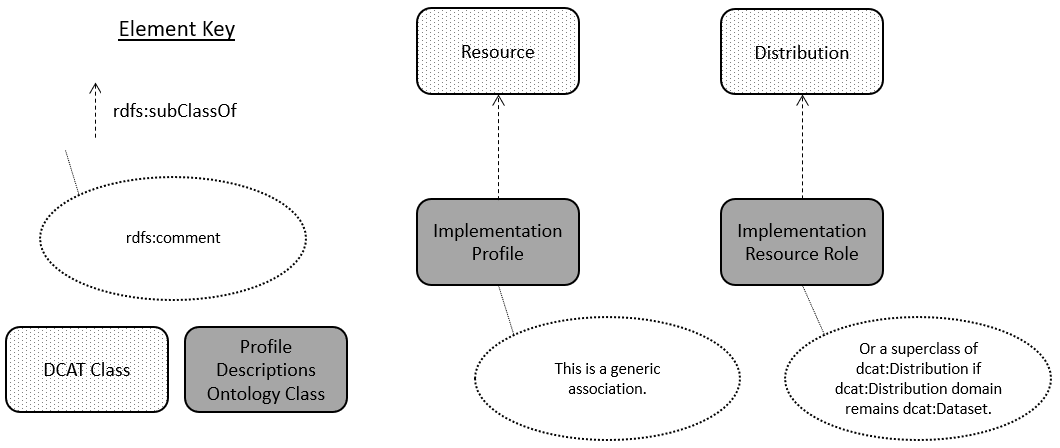 Element Key
rdfs:subClassOf
rdfs:comment
DCAT Class
Profile
Descriptions
Ontology Class
Resource
Implementation
Profile
This is a generic
association.
Distribution
Implementation
Resource Role
Or a superclass of
dcat:Distribution if
dcat:Distribution domain
remains dcat:Dataset.